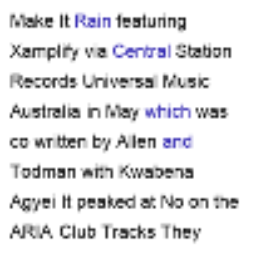 Make It Rain featuring
Xamplify via Central Station
Records Universal Music
Australia in May which was
co written by Allen and
Todman with Kwabena
Agyei It peaked at No on the
ARIA Club Tracks They